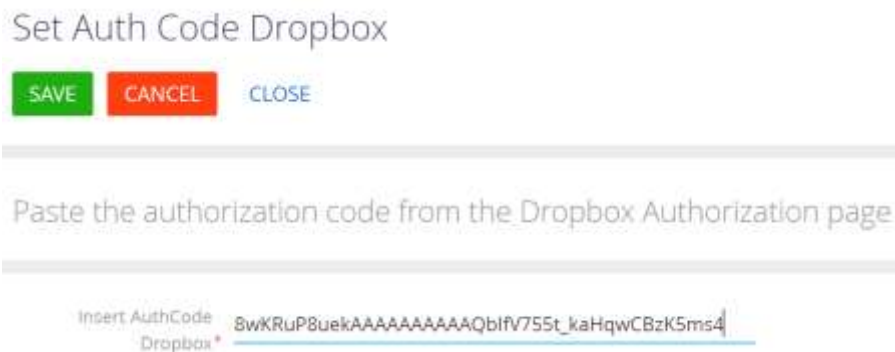 Set Auth Code Dropbox
SAVE CANCEL CLOSE
Paste the authorization code from the Dropbox Authorization page
Insert AuthCode
Dropbox*
8wKRuP8uekAAAAAAAAAAQbIfV755t_kaHqwCBzK5ms4